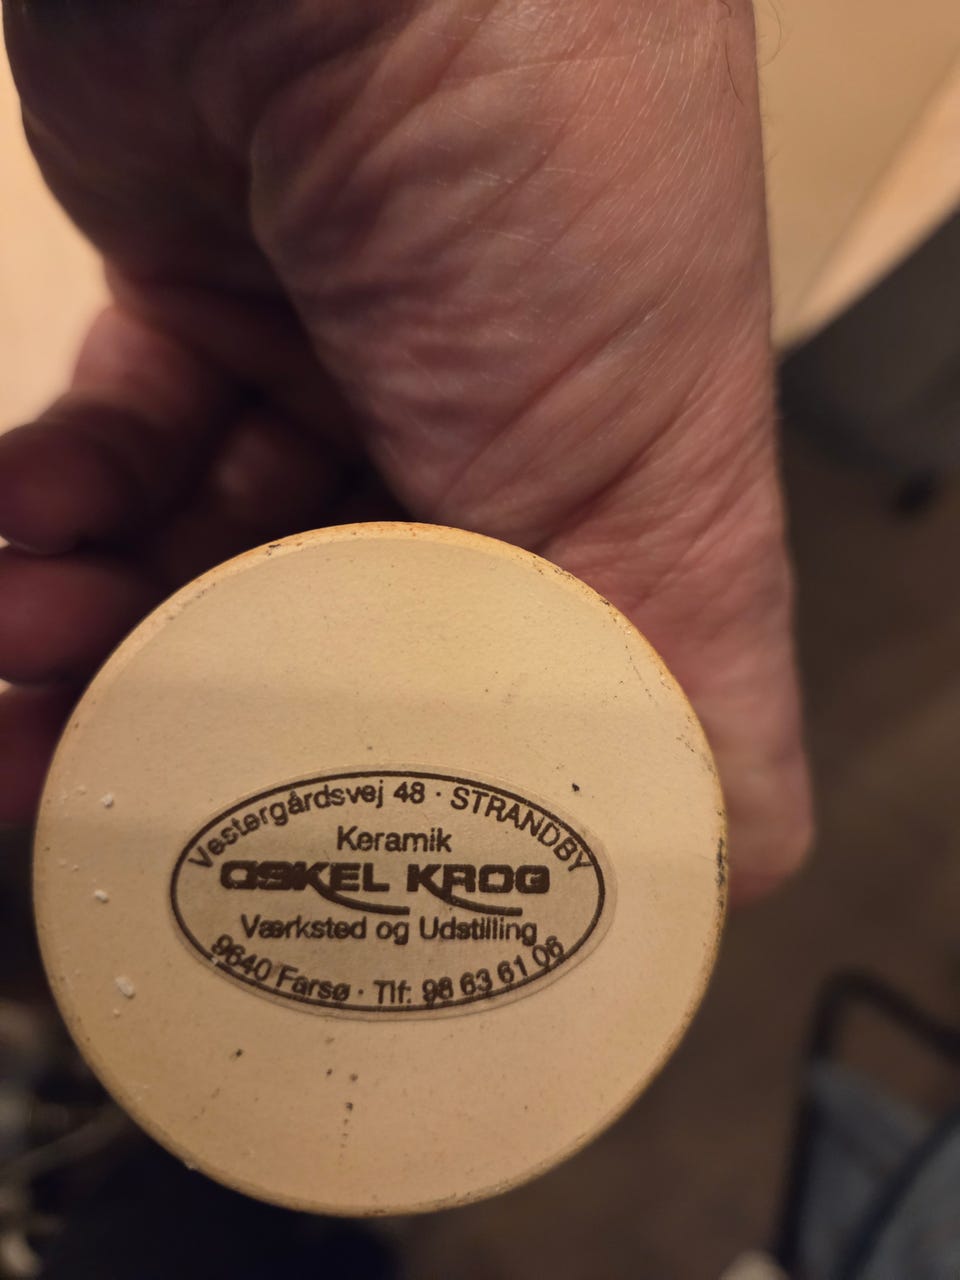 Vestergårdsvej 48 · STRANDBY
Keramik
ASKEL KROG
Værksted og Udstilling
9640 Farsø · Tlf: 98 63 61 06